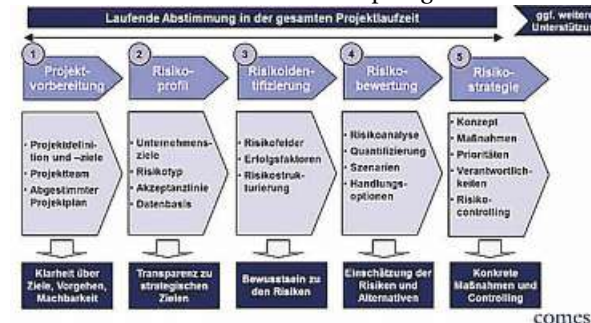 Laufende Abstimmung in der gesamten Projektlaufzeit
ggf. weitere
Unterstützun
1
Projekt-
vorbereitung
2
Risiko-
profil
3
RisikoIden-
tifizierung
4
Risiko-
bewertung
5
Risiko-
strategie
• Projektdefini-
tion und –ziele
• Projektteam
• Abgestimmter
Projektplan
• Unternehmens-
ziele
• Risikotyp
• Akzeptanzlinie
• Datenbasis
• Risikofelder
• Erfolgsfaktoren
• Risikostruk-
turierung
• Risikoanalyse
• Quantifizierung
• Szenarien
• Handlungs-
optionen
• Konzept
• Maßnahmen
• Prioritäten
• Verantwortlich-
keiten
• Risiko-
controlling
Klarheit über
Ziele, Vorgehen,
Machbarkeit
Transparenz zu
strategischen
Zielen
Bewusstsein zu
den Risiken
Einschätzung der
Risiken und
Alternativen
Konkrete
Maßnahmen und
Controlling
comes